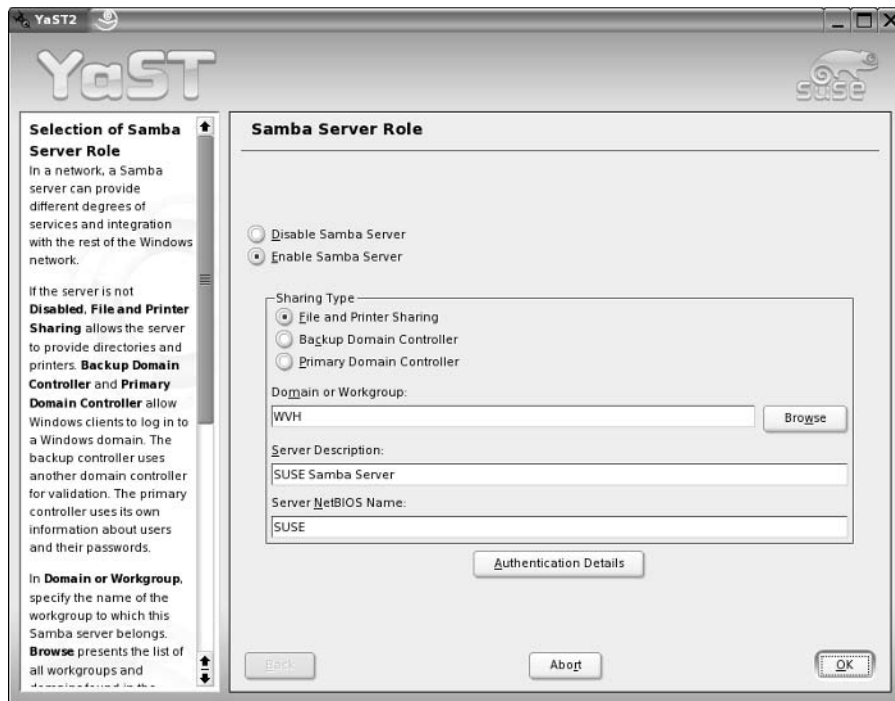 YaST2
YaST
suse
Selection of Samba
Server Role
In a network, a Samba
server can provide
different degrees of
services and integration
with the rest of the Windows
network.
If the server is not
Disabled, File and Printer
Sharing allows the server
to provide directories and
printers. Backup Domain
Controller and Primary
Domain Controller allow
Windows clients to log in to
a Windows domain. The
backup controller uses
another domain controller
for validation. The primary
controller uses its own
information about users
and their passwords.
In Domain or Workgroup,
specify the name of the
workgroup to which this
Samba server belongs.
Browse presents the list of
all workgroups and
Samba Server Role
Disable Samba Server
Enable Samba Server
Sharing Type
File and Printer Sharing
Backup Domain Controller
Primary Domain Controller
Domain or Workgroup:
WVH
Browse
Server Description:
SUSE Samba Server
Server NetBIOS Name:
SUSE
Authentication Details
Back
Abort
OK